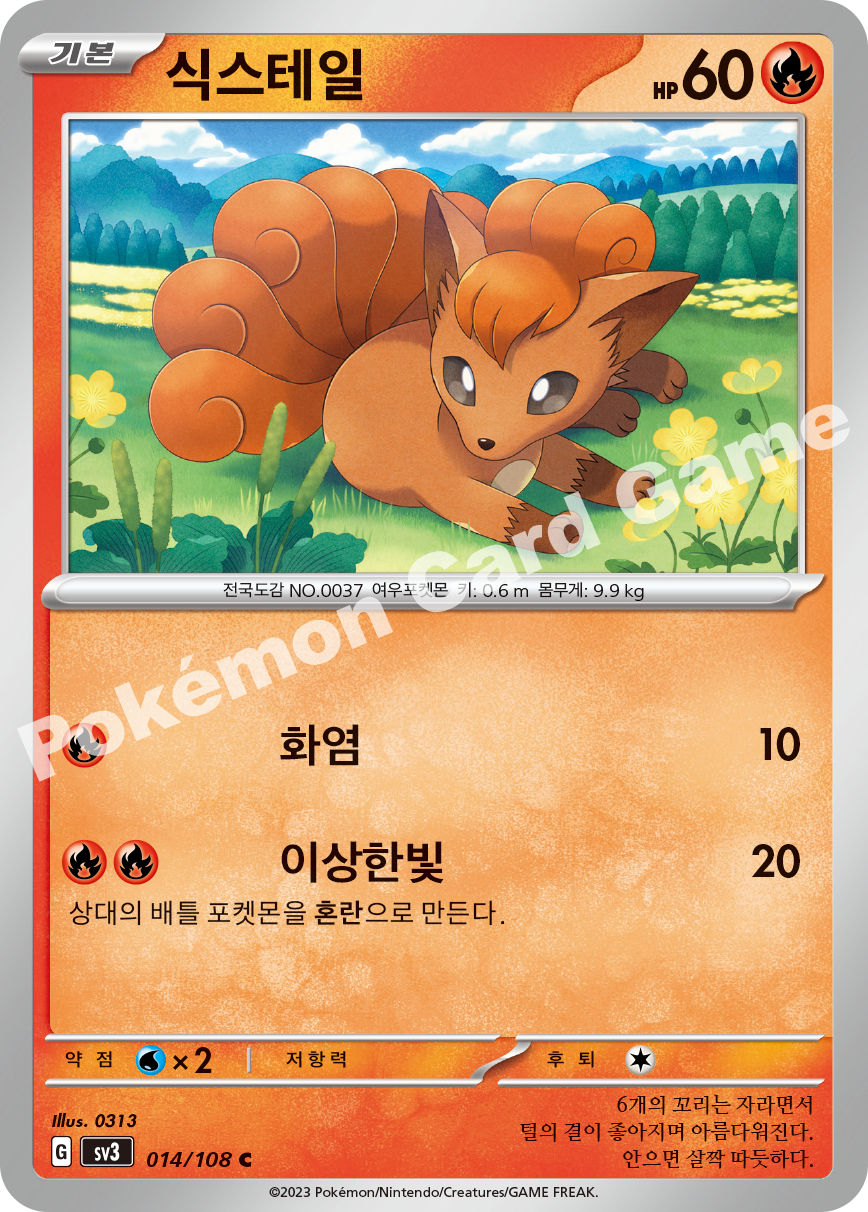 기본
식스테일
HP 60
전국도감 NO.0037 여우포켓몬 키: 0.6 m 몸무게: 9.9 kg
Pokémon Card Game
화염 10
이상한빛 20
상대의 배틀 포켓몬을 혼란으로 만든다.
약점 ×2 저항력 후퇴
6개의 꼬리는 자라면서
털의 결이 좋아지며 아름다워진다.
안으면 살짝 따듯하다.
Illus. 0313
G sv3 014/108 C
©2023 Pokémon/Nintendo/Creatures/GAME FREAK.